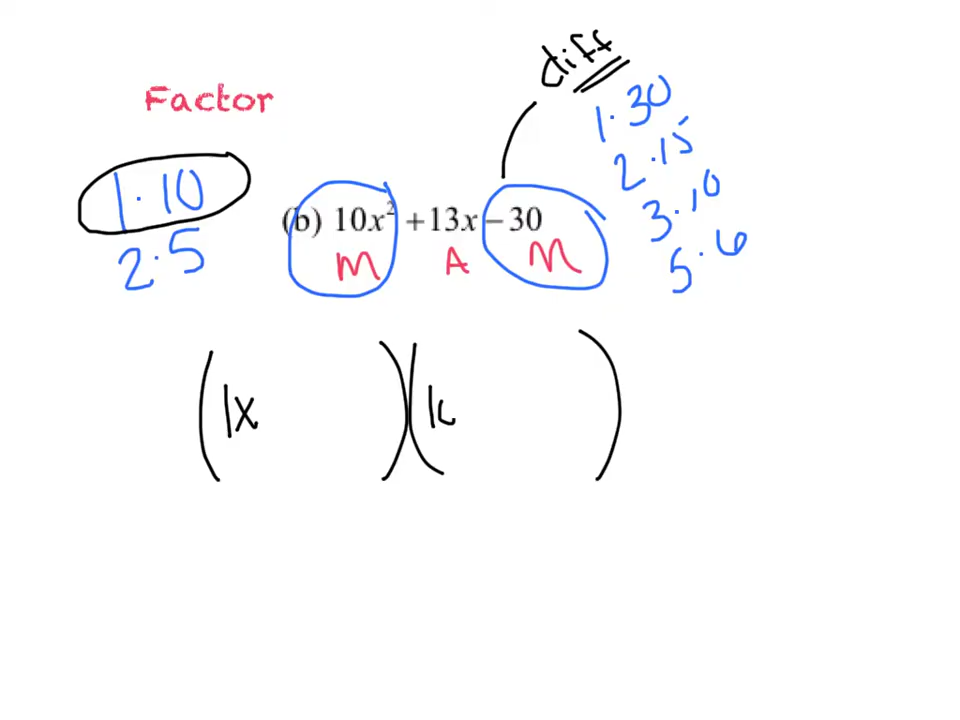 diff
Factor
1·30
2·15
1·10
3·10
(b) 10x² +13x − 30
2·5
M A M
5·6
(1x )(1 )